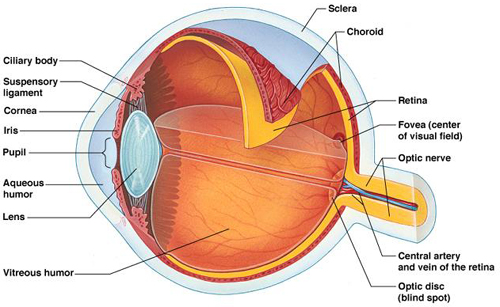 Sclera
Choroid
Ciliary body
Suspensory
ligament
Cornea
Iris
Pupil
Aqueous
humor
Lens
Vitreous humor
Retina
Fovea (center
of visual field)
Optic nerve
Central artery
and vein of the retina
Optic disc
(blind spot)